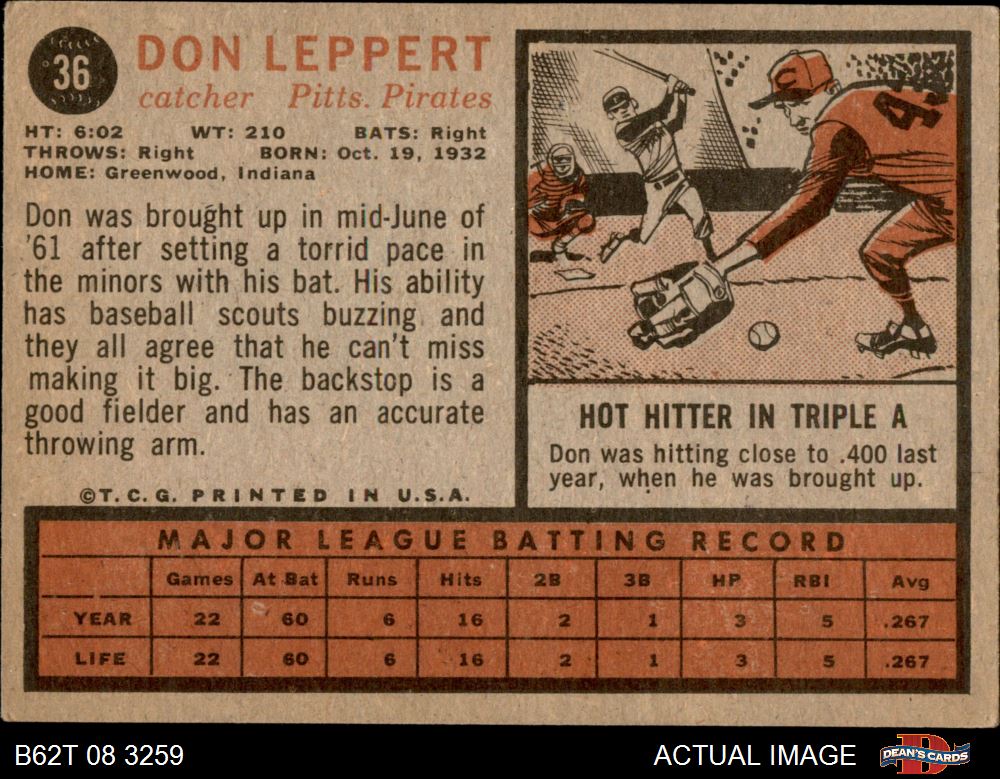 36
DON LEPPERT
catcher Pitts. Pirates
HT: 6:02 WT: 210 BATS: Right
THROWS: Right BORN: Oct. 19, 1932
HOME: Greenwood, Indiana
Don was brought up in mid-June of
'61 after setting a torrid pace in
the minors with his bat. His ability
has baseball scouts buzzing and
they all agree that he can't miss
making it big. The backstop is a
good fielder and has an accurate
throwing arm.
©T.C.G. PRINTED IN U.S.A.
C
4
HOT HITTER IN TRIPLE A
Don was hitting close to .400 last
year, when he was brought up.
MAJOR LEAGUE BATTING RECORD
Games At Bat Runs Hits 2B 3B HP RBI Avg
YEAR 22 60 6 16 2 1 3 5 .267
LIFE 22 60 6 16 2 1 3 5 .267
B62T 08 3259 ACTUAL IMAGE DEAN'S CARDS